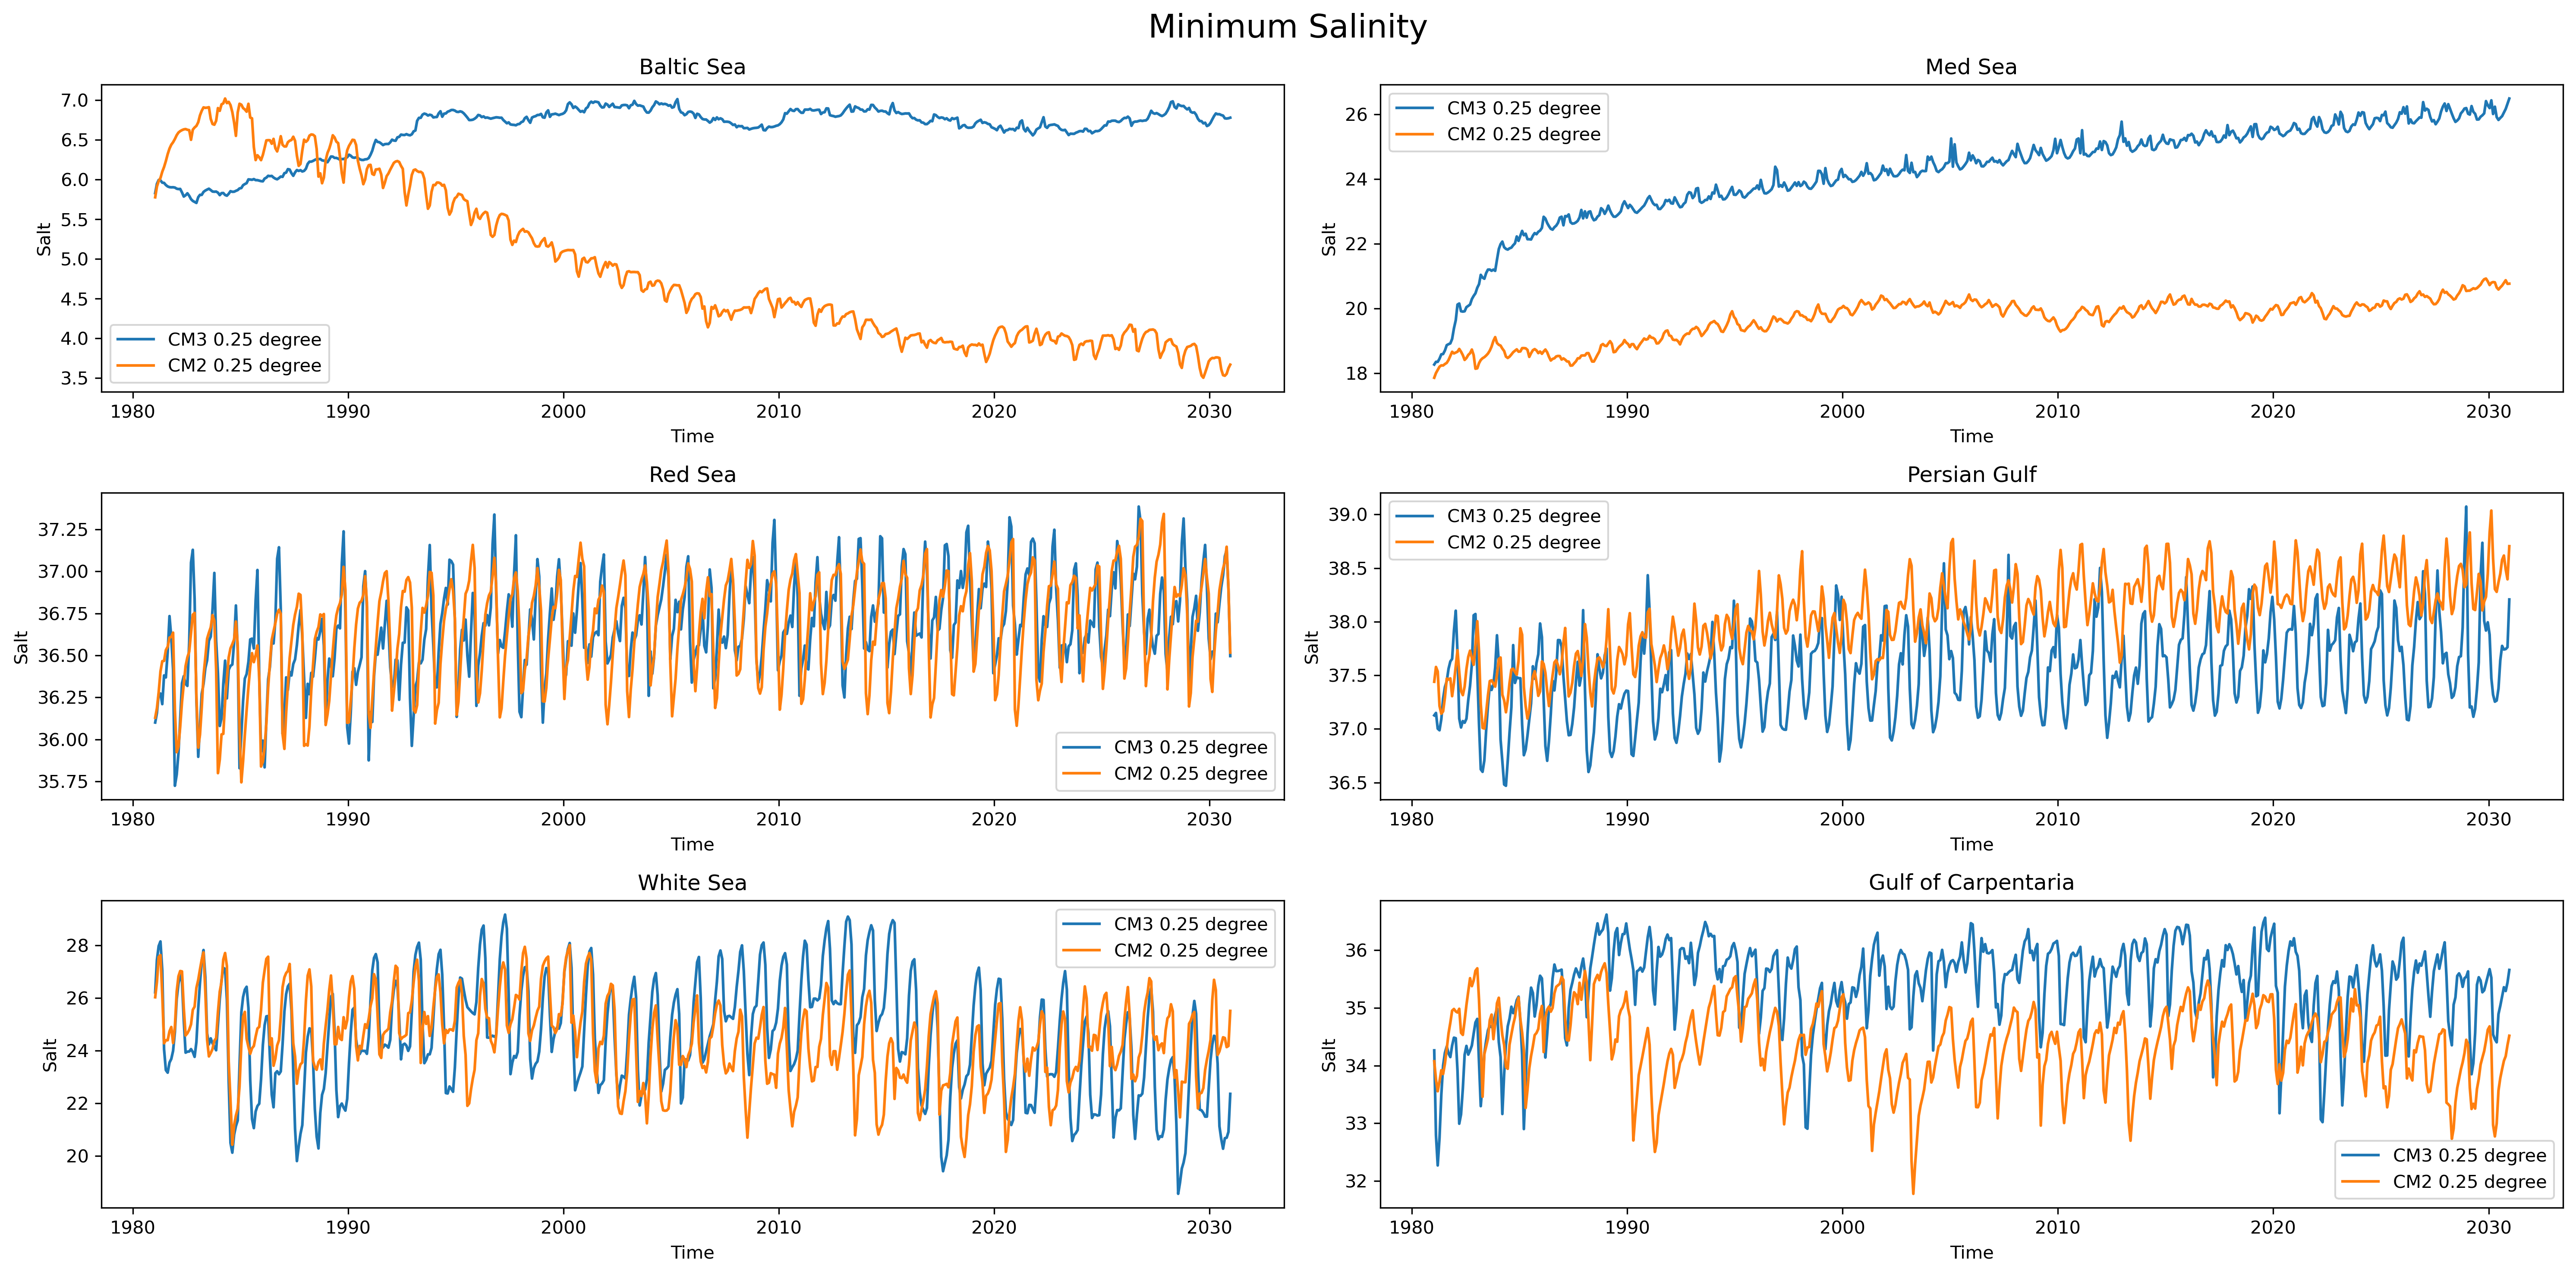 Minimum Salinity
Baltic Sea
7.0
6.5
6.0
5.5
5.0
4.5
4.0
3.5
Salt
CM3 0.25 degree
CM2 0.25 degree
1980 1990 2000 2010 2020 2030
Time
Med Sea
26
24
22
20
18
Salt
CM3 0.25 degree
CM2 0.25 degree
1980 1990 2000 2010 2020 2030
Time
Red Sea
37.25
37.00
36.75
36.50
36.25
36.00
35.75
Salt
CM3 0.25 degree
CM2 0.25 degree
1980 1990 2000 2010 2020 2030
Time
Persian Gulf
39.0
38.5
38.0
37.5
37.0
36.5
Salt
CM3 0.25 degree
CM2 0.25 degree
1980 1990 2000 2010 2020 2030
Time
White Sea
28
26
24
22
20
Salt
CM3 0.25 degree
CM2 0.25 degree
1980 1990 2000 2010 2020 2030
Time
Gulf of Carpentaria
36
35
34
33
32
Salt
CM3 0.25 degree
CM2 0.25 degree
1980 1990 2000 2010 2020 2030
Time